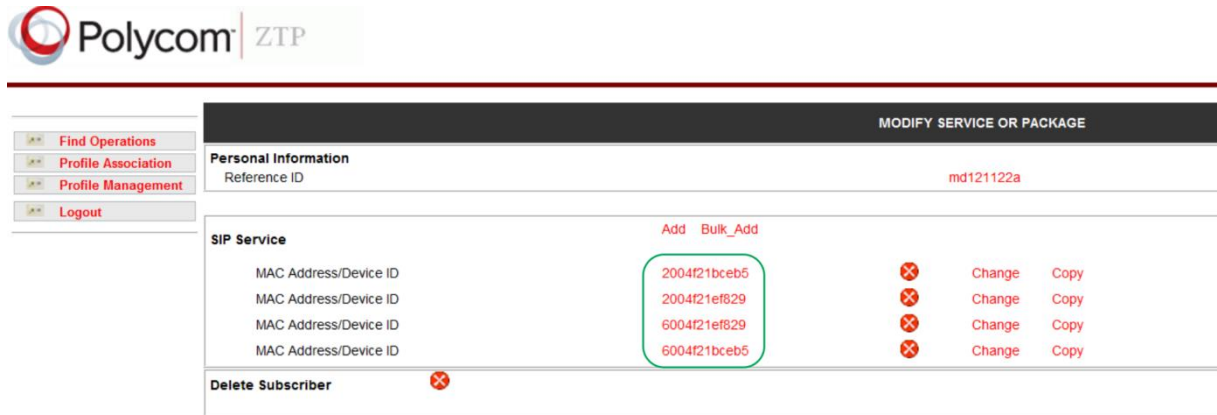 Polycom ZTP
MODIFY SERVICE OR PACKAGE
Find Operations
Profile Association
Profile Management
Logout
Personal Information
Reference ID md121122a
SIP Service Add Bulk_Add
MAC Address/Device ID 2004f21bceb5 Change Copy
MAC Address/Device ID 2004f21ef829 Change Copy
MAC Address/Device ID 6004f21ef829 Change Copy
MAC Address/Device ID 6004f21bceb5 Change Copy
Delete Subscriber